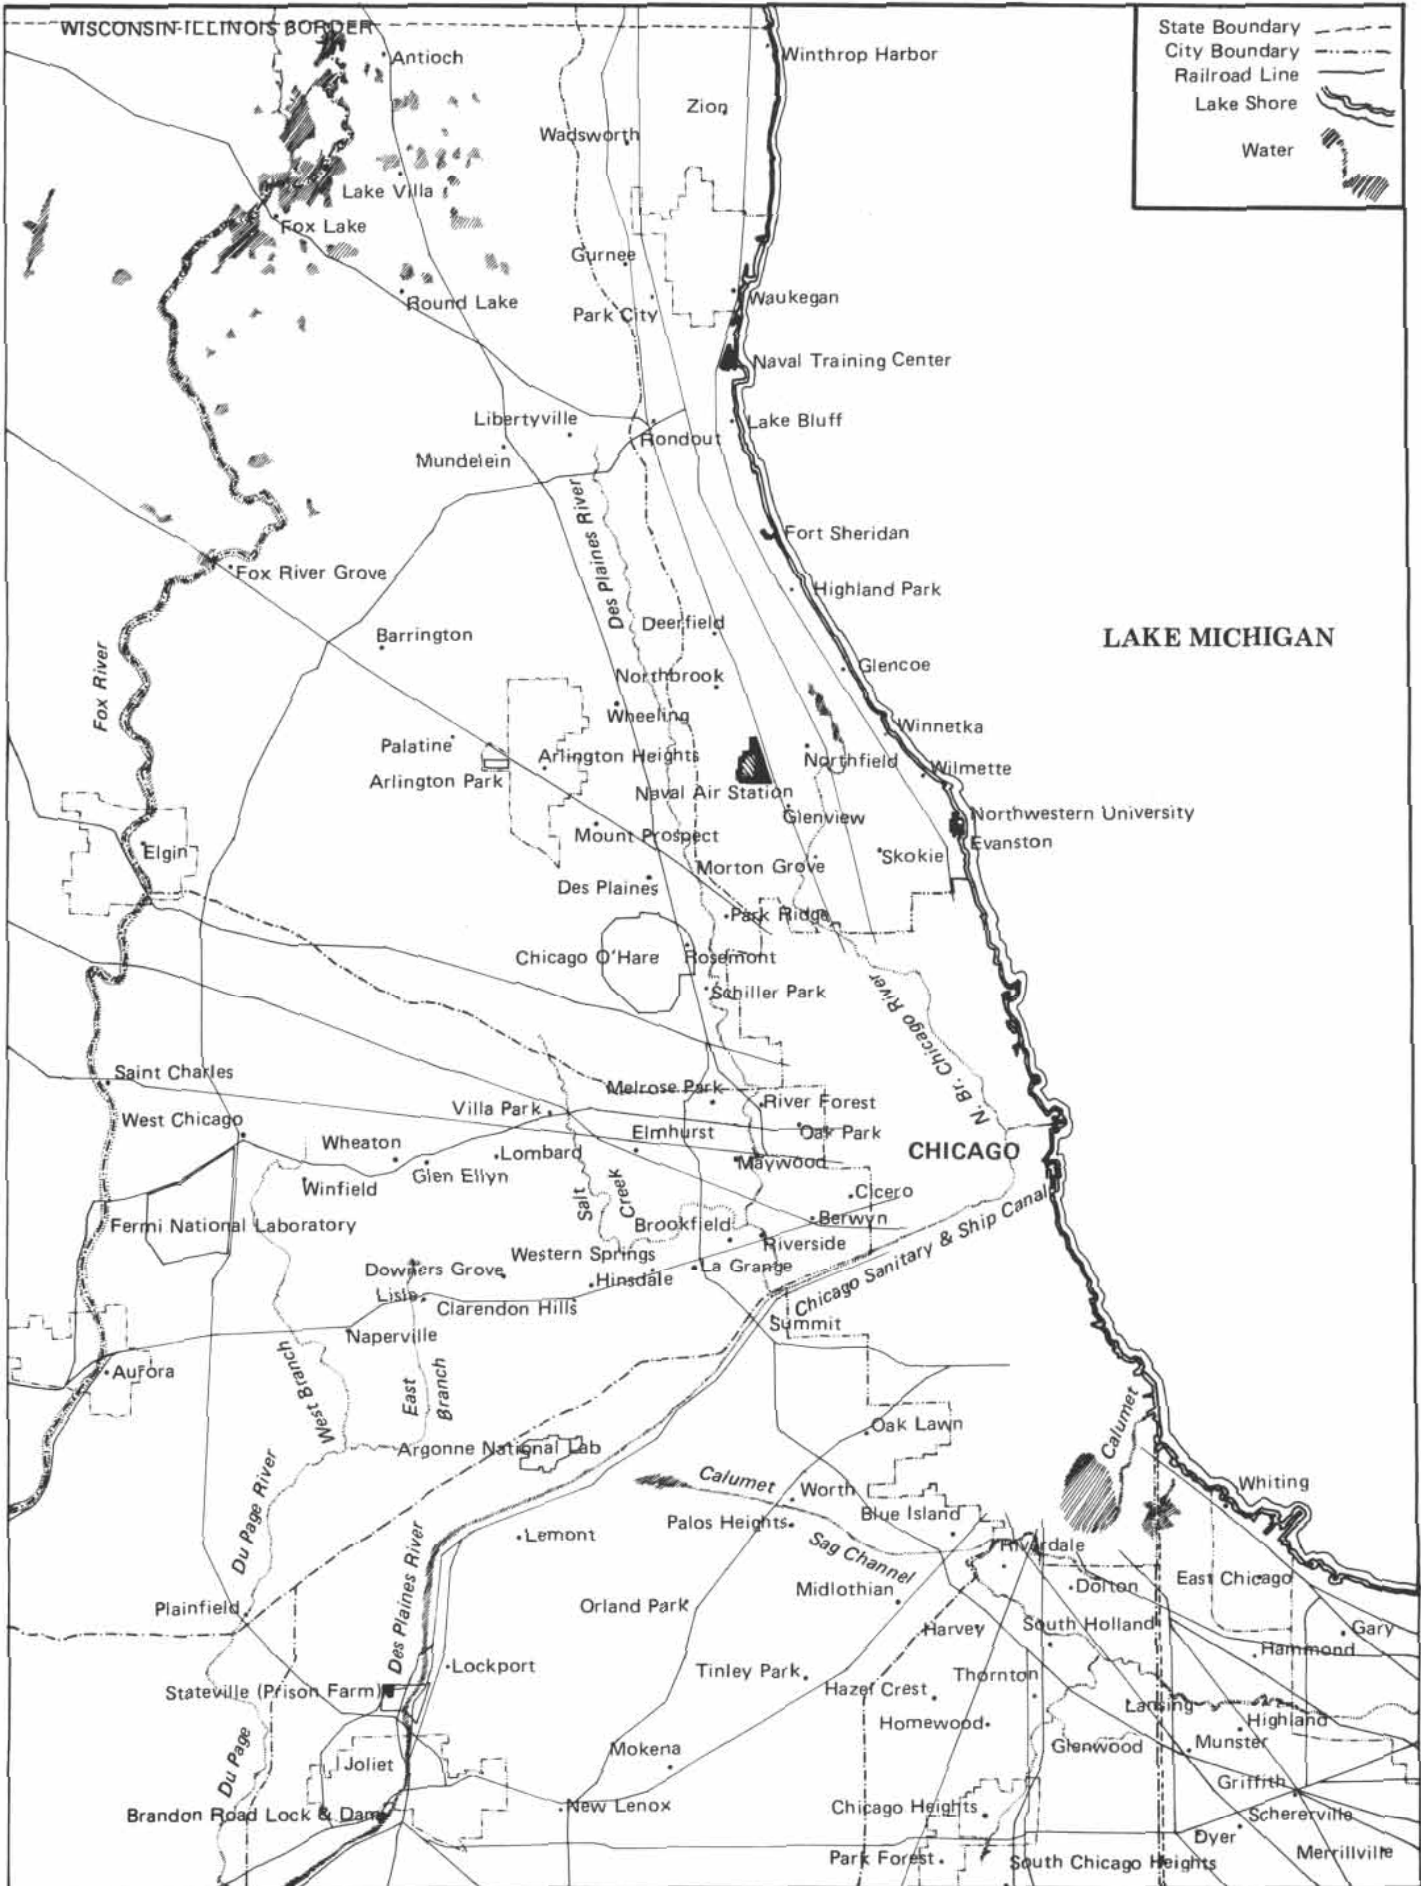 WISCONSIN-ILLINOIS BORDER
State Boundary
City Boundary
Railroad Line
Lake Shore
Water
Antioch
Winthrop Harbor
Zion
Wadsworth
Lake Villa
Fox Lake
Gurnee
Round Lake
Waukegan
Park City
Naval Training Center
Libertyville
Lake Bluff
Rondout
Mundelein
Des Plaines River
Fort Sheridan
Fox River Grove
Highland Park
Deerfield
Barrington
LAKE MICHIGAN
Fox River
Glencoe
Northbrook
Wheeling
Winnetka
Palatine
Arlington Heights
Northfield
Wilmette
Arlington Park
Naval Air Station
Glenview
Northwestern University
Mount Prospect
Evanston
Elgin
Skokie
Morton Grove
Des Plaines
Park Ridge
Chicago O'Hare
Rosemont
Schiller Park
N. Br. Chicago River
Saint Charles
Melrose Park
River Forest
Villa Park
West Chicago
Elmhurst
Oak Park
Wheaton
Lombard
CHICAGO
Maywood
Glen Ellyn
Winfield
Salt
Creek
Cicero
Fermi National Laboratory
Brookfield
Berwyn
Riverside
Western Springs
La Grange
Chicago Sanitary & Ship Canal
Downers Grove
Hinsdale
Lisle
Clarendon Hills
Summit
Naperville
Aurora
West Branch
East
Branch
Oak Lawn
Calumet
Argonne National Lab
Calumet
Worth
Whiting
Du Page River
Blue Island
Palos Heights
Lemont
Sag Channel
Riverdale
Des Plaines River
Midlothian
Dolton
East Chicago
Plainfield
Orland Park
Harvey
South Holland
Gary
Hammond
Lockport
Tinley Park
Thornton
Stateville (Prison Farm)
Hazel Crest
Lansing
Highland
Homewood
Du Page
Glenwood
Munster
Mokena
Joliet
Griffith
Brandon Road Lock & Dam
New Lenox
Chicago Heights
Schererville
Dyer
Park Forest
South Chicago Heights
Merrillville